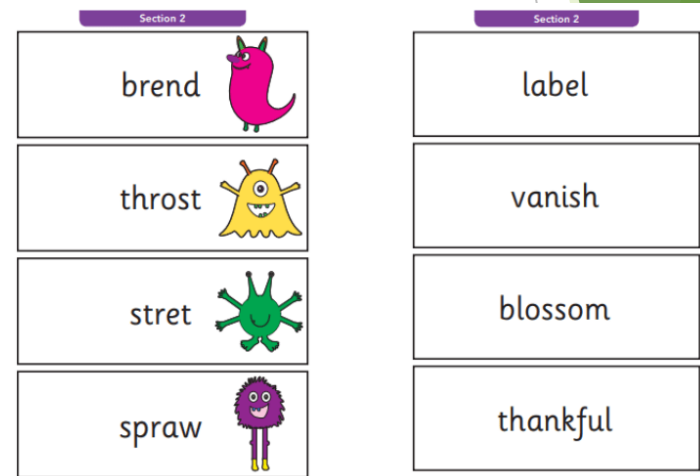 Section 2
brend
throst
stret
spraw
Section 2
label
vanish
blossom
thankful